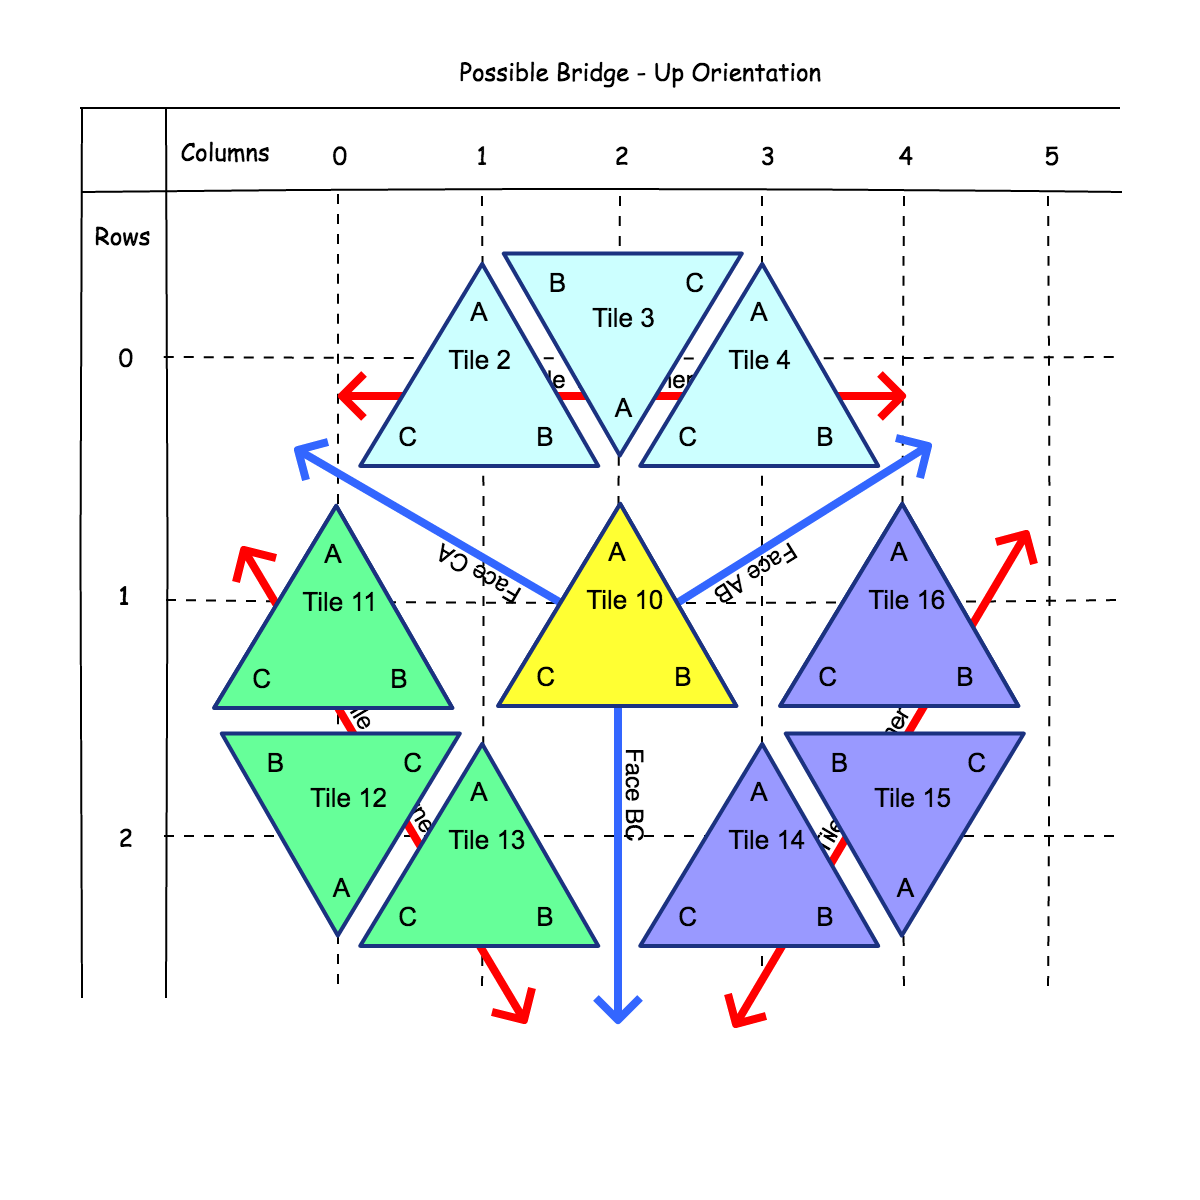 Possible Bridge - Up Orientation
Columns 0 1 2 3 4 5
Rows
B C
A Tile 3 A
0 Tile 2 Tile 4
A
C B C B
Face CA Face AB
A A A
1 Tile 11 Tile 10 Tile 16
C B C B C B
Face BC
B C B C
A A
Tile 12 Tile 15
2 Tile 13 Tile 14
A A
C B C B